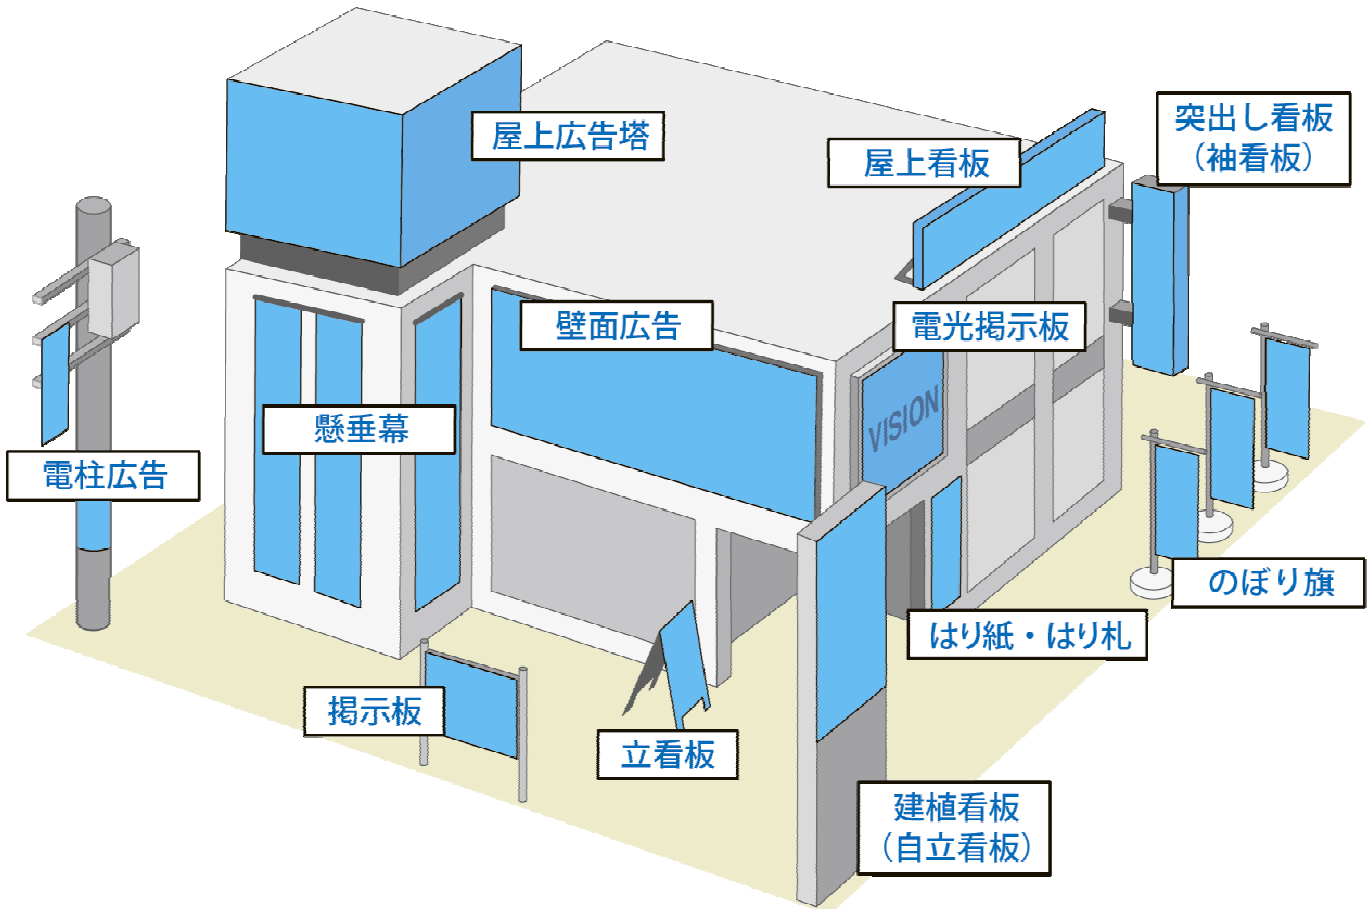 屋上広告塔
屋上看板
突出し看板
（袖看板）
壁面広告
電光掲示板
VISION
懸垂幕
電柱広告
のぼり旗
はり紙・はり札
掲示板
立看板
建植看板
（自立看板）